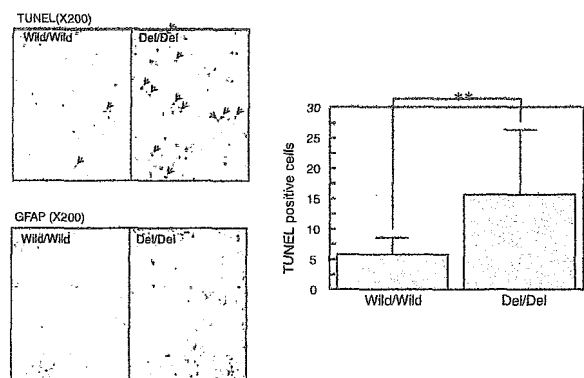 TUNEL(X200)
Wild/Wild Del/Del
GFAP (X200)
Wild/Wild Del/Del
**
30
25
20
15
10
5
0
TUNEL positive cells
Wild/Wild Del/Del